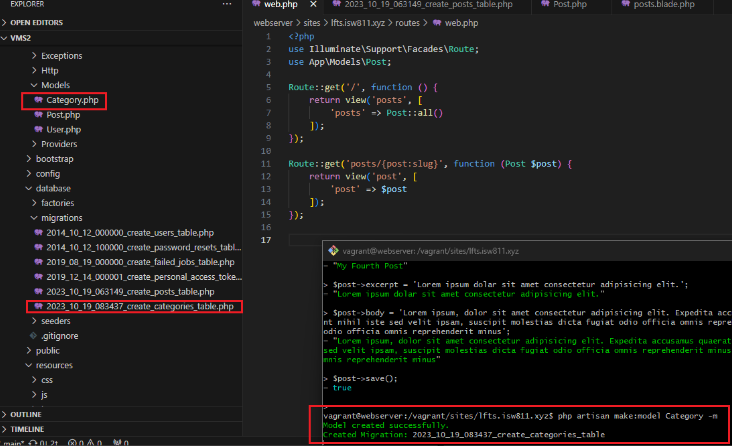 EXPLORER
OPEN EDITORS
VMS2
Exceptions
Http
Models
Category.php
Post.php
User.php
Providers
bootstrap
config
database
factories
migrations
2014_10_12_000000_create_users_table.php
2014_10_12_100000_create_password_resets_tabl...
2019_08_19_000000_create_failed_jobs_table.php
2019_12_14_000001_create_personal_access_toke...
2023_10_19_063149_create_posts_table.php
2023_10_19_083437_create_categories_table.php
seeders
.gitignore
public
resources
css
js
OUTLINE
TIMELINE
main* 0↓ 2↑ 0 0 0
web.php 2023_10_19_063149_create_posts_table.php Post.php posts.blade.php
webserver > sites > lfts.isw811.xyz > routes > web.php
1 <?php
2 use Illuminate\Support\Facades\Route;
3 use App\Models\Post;
4
5 Route::get('/', function () {
6 return view('posts', [
7 'posts' => Post::all()
8 ]);
9 });
10
11 Route::get('posts/{post:slug}', function (Post $post) {
12 return view('post', [
13 'post' => $post
14 ]);
15 });
16
17
vagrant@webserver: /vagrant/sites/lfts.isw811.xyz
= "My Fourth Post"
> $post->excerpt = 'Lorem ipsum dolor sit amet consectetur adipisicing elit.';
= "Lorem ipsum dolor sit amet consectetur adipisicing elit."
> $post->body = 'Lorem ipsum, dolor sit amet consectetur adipisicing elit. Expedita accu
nt nihil iste sed velit ipsam, suscipit molestias dicta fugiat odio officia omnis repre
odio officia omnis reprehenderit minus';
= "Lorem ipsum, dolor sit amet consectetur adipisicing elit. Expedita accusamus quaerat
sed velit ipsam, suscipit molestias dicta fugiat odio officia omnis reprehenderit minus
mnis reprehenderit minus"
> $post->save();
= true
>
vagrant@webserver:/vagrant/sites/lfts.isw811.xyz$ php artisan make:model Category -m
Model created successfully.
Created Migration: 2023_10_19_083437_create_categories_table